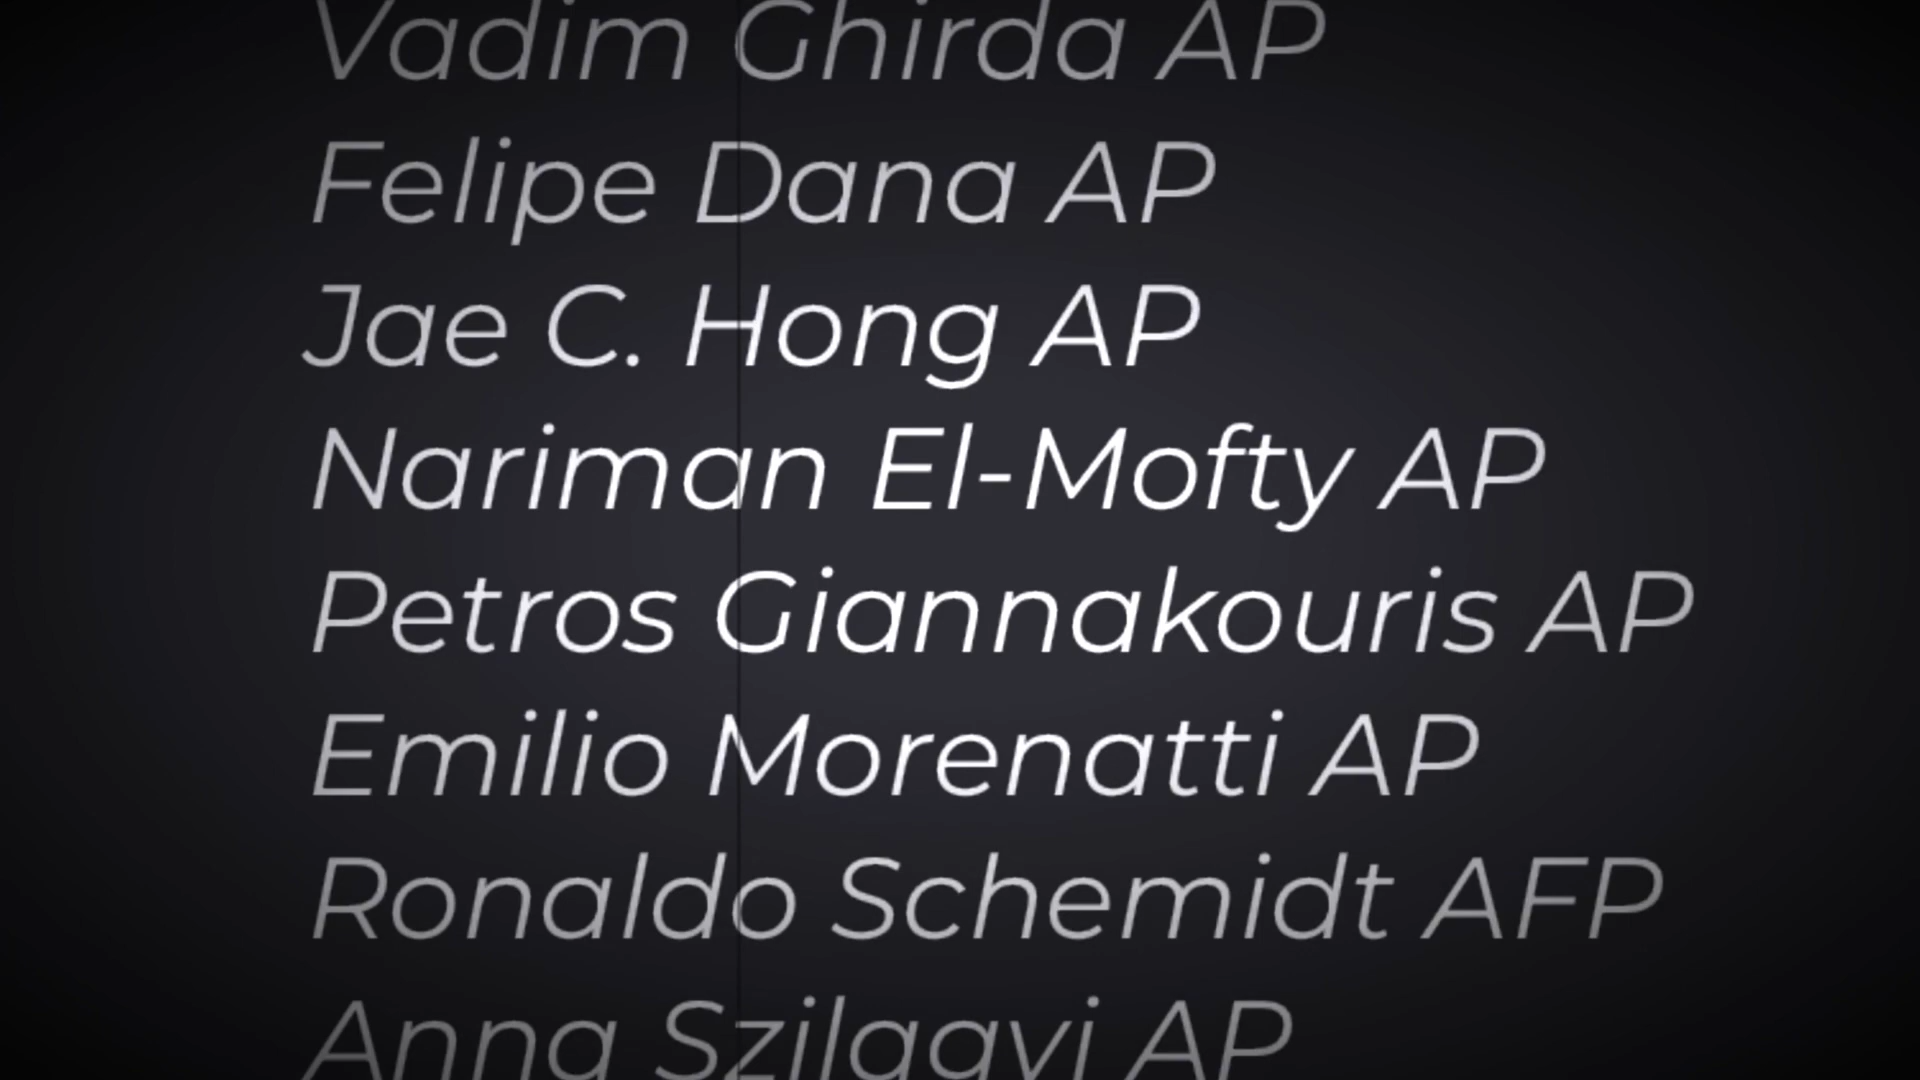 Vadim Ghirda AP
Felipe Dana AP
Jae C. Hong AP
Nariman El-Mofty AP
Petros Giannakouris AP
Emilio Morenatti AP
Ronaldo Schemidt AFP
Anna Szilagyi AP